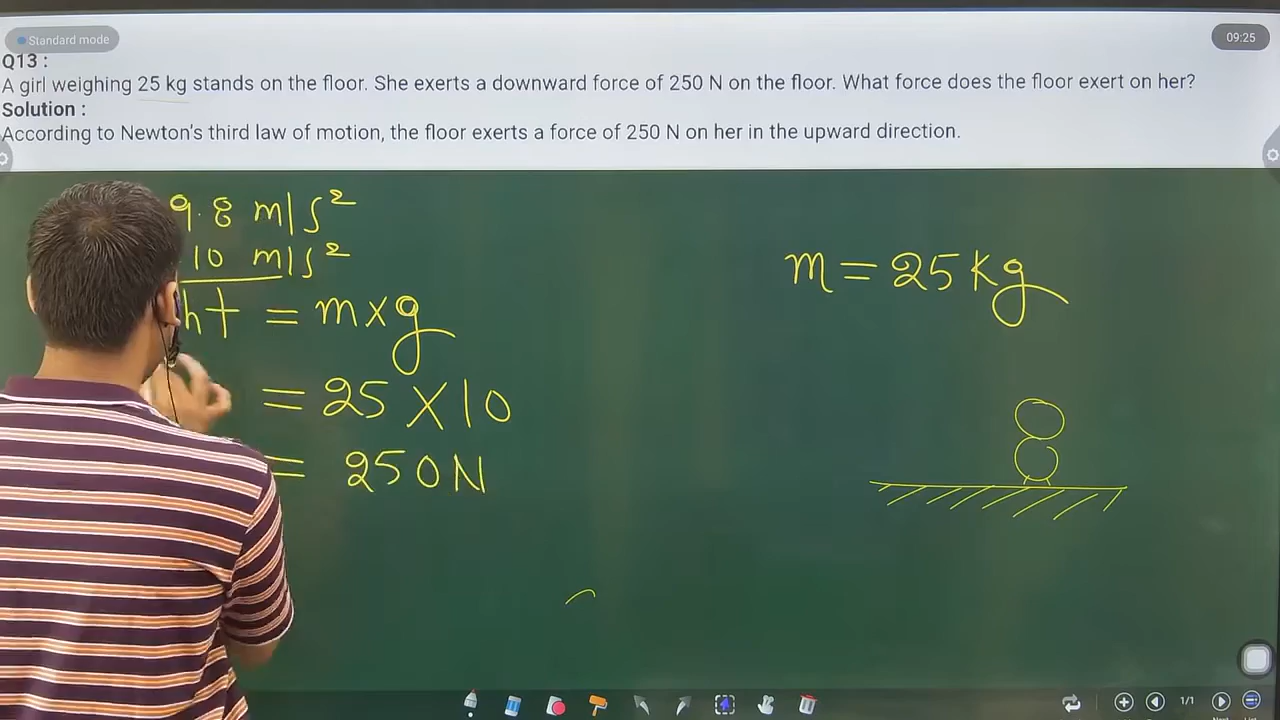 Standard mode
09:25
Q13 :
A girl weighing 25 kg stands on the floor. She exerts a downward force of 250 N on the floor. What force does the floor exert on her?
Solution :
According to Newton's third law of motion, the floor exerts a force of 250 N on her in the upward direction.
9.8 m/s²
10 m/s²
ht = m×g
= 25 × 10
= 250N
m = 25kg
1/1